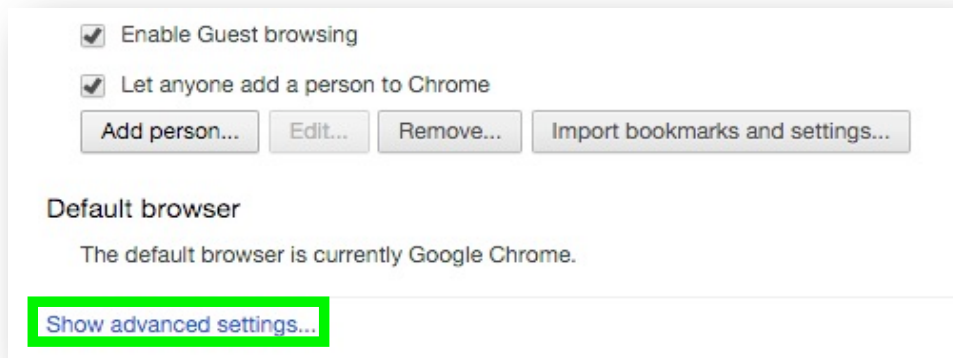 Enable Guest browsing
Let anyone add a person to Chrome
Add person... Edit... Remove... Import bookmarks and settings...
Default browser
The default browser is currently Google Chrome.
Show advanced settings...